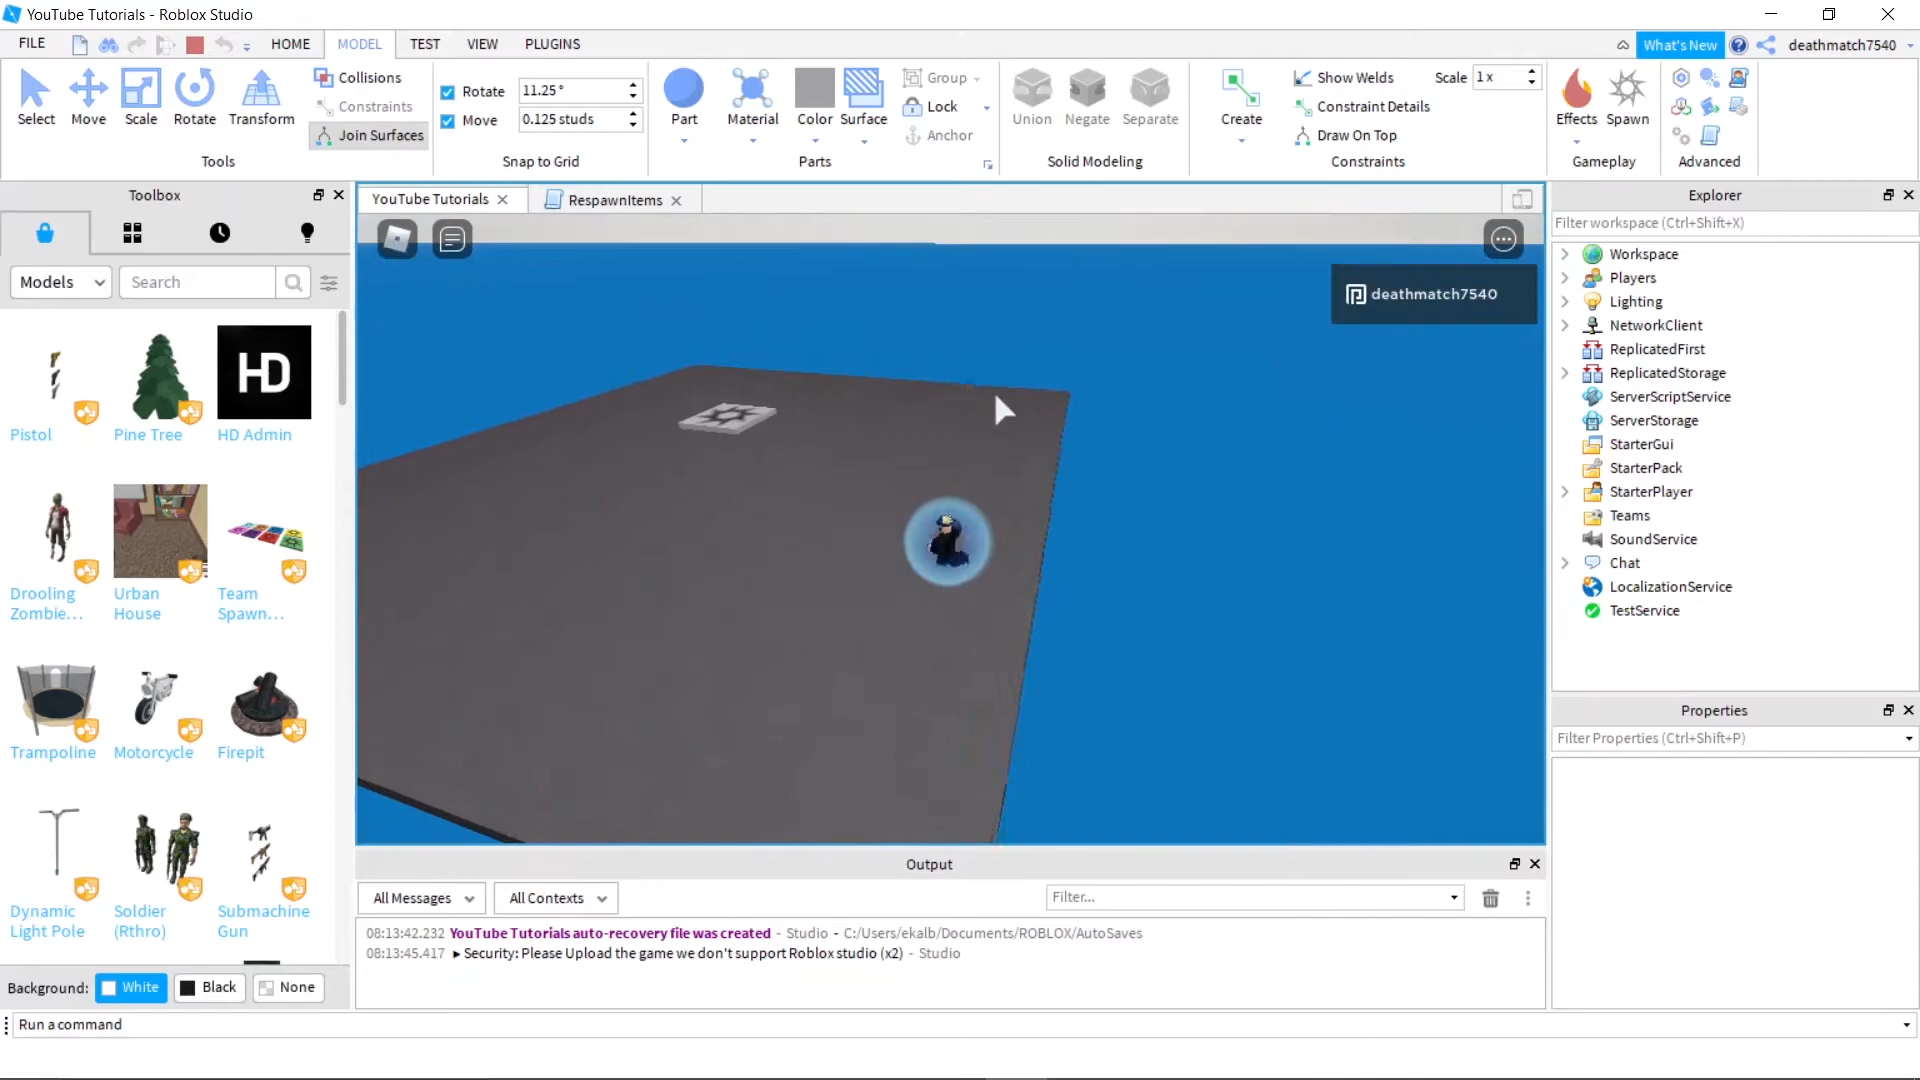 YouTube Tutorials - Roblox Studio
FILE HOME MODEL TEST VIEW PLUGINS What's New deathmatch7540
Select Move Scale Rotate Transform
Collisions
Constraints
Join Surfaces
Tools
Rotate 11.25 °
Move 0.125 studs
Snap to Grid
Part Material Color Surface
Group
Lock
Anchor
Parts
Union Negate Separate
Solid Modeling
Create
Show Welds Scale 1 x
Constraint Details
Draw On Top
Constraints
Effects Spawn
Gameplay
Advanced
Toolbox
Models Search
Pistol
Pine Tree
HD
HD Admin
Drooling
Zombie...
Urban
House
Team
Spawn...
Trampoline
Motorcycle
Firepit
Dynamic
Light Pole
Soldier
(Rthro)
Submachine
Gun
Background: White Black None
YouTube Tutorials
RespawnItems
deathmatch7540
Output
All Messages All Contexts Filter...
08:13:42.232 YouTube Tutorials auto-recovery file was created - Studio - C:/Users/ekalb/Documents/ROBLOX/AutoSaves
08:13:45.417 Security: Please Upload the game we don't support Roblox studio (x2) - Studio
Explorer
Filter workspace (Ctrl+Shift+X)
Workspace
Players
Lighting
NetworkClient
ReplicatedFirst
ReplicatedStorage
ServerScriptService
ServerStorage
StarterGui
StarterPack
StarterPlayer
Teams
SoundService
Chat
LocalizationService
TestService
Properties
Filter Properties (Ctrl+Shift+P)
Run a command